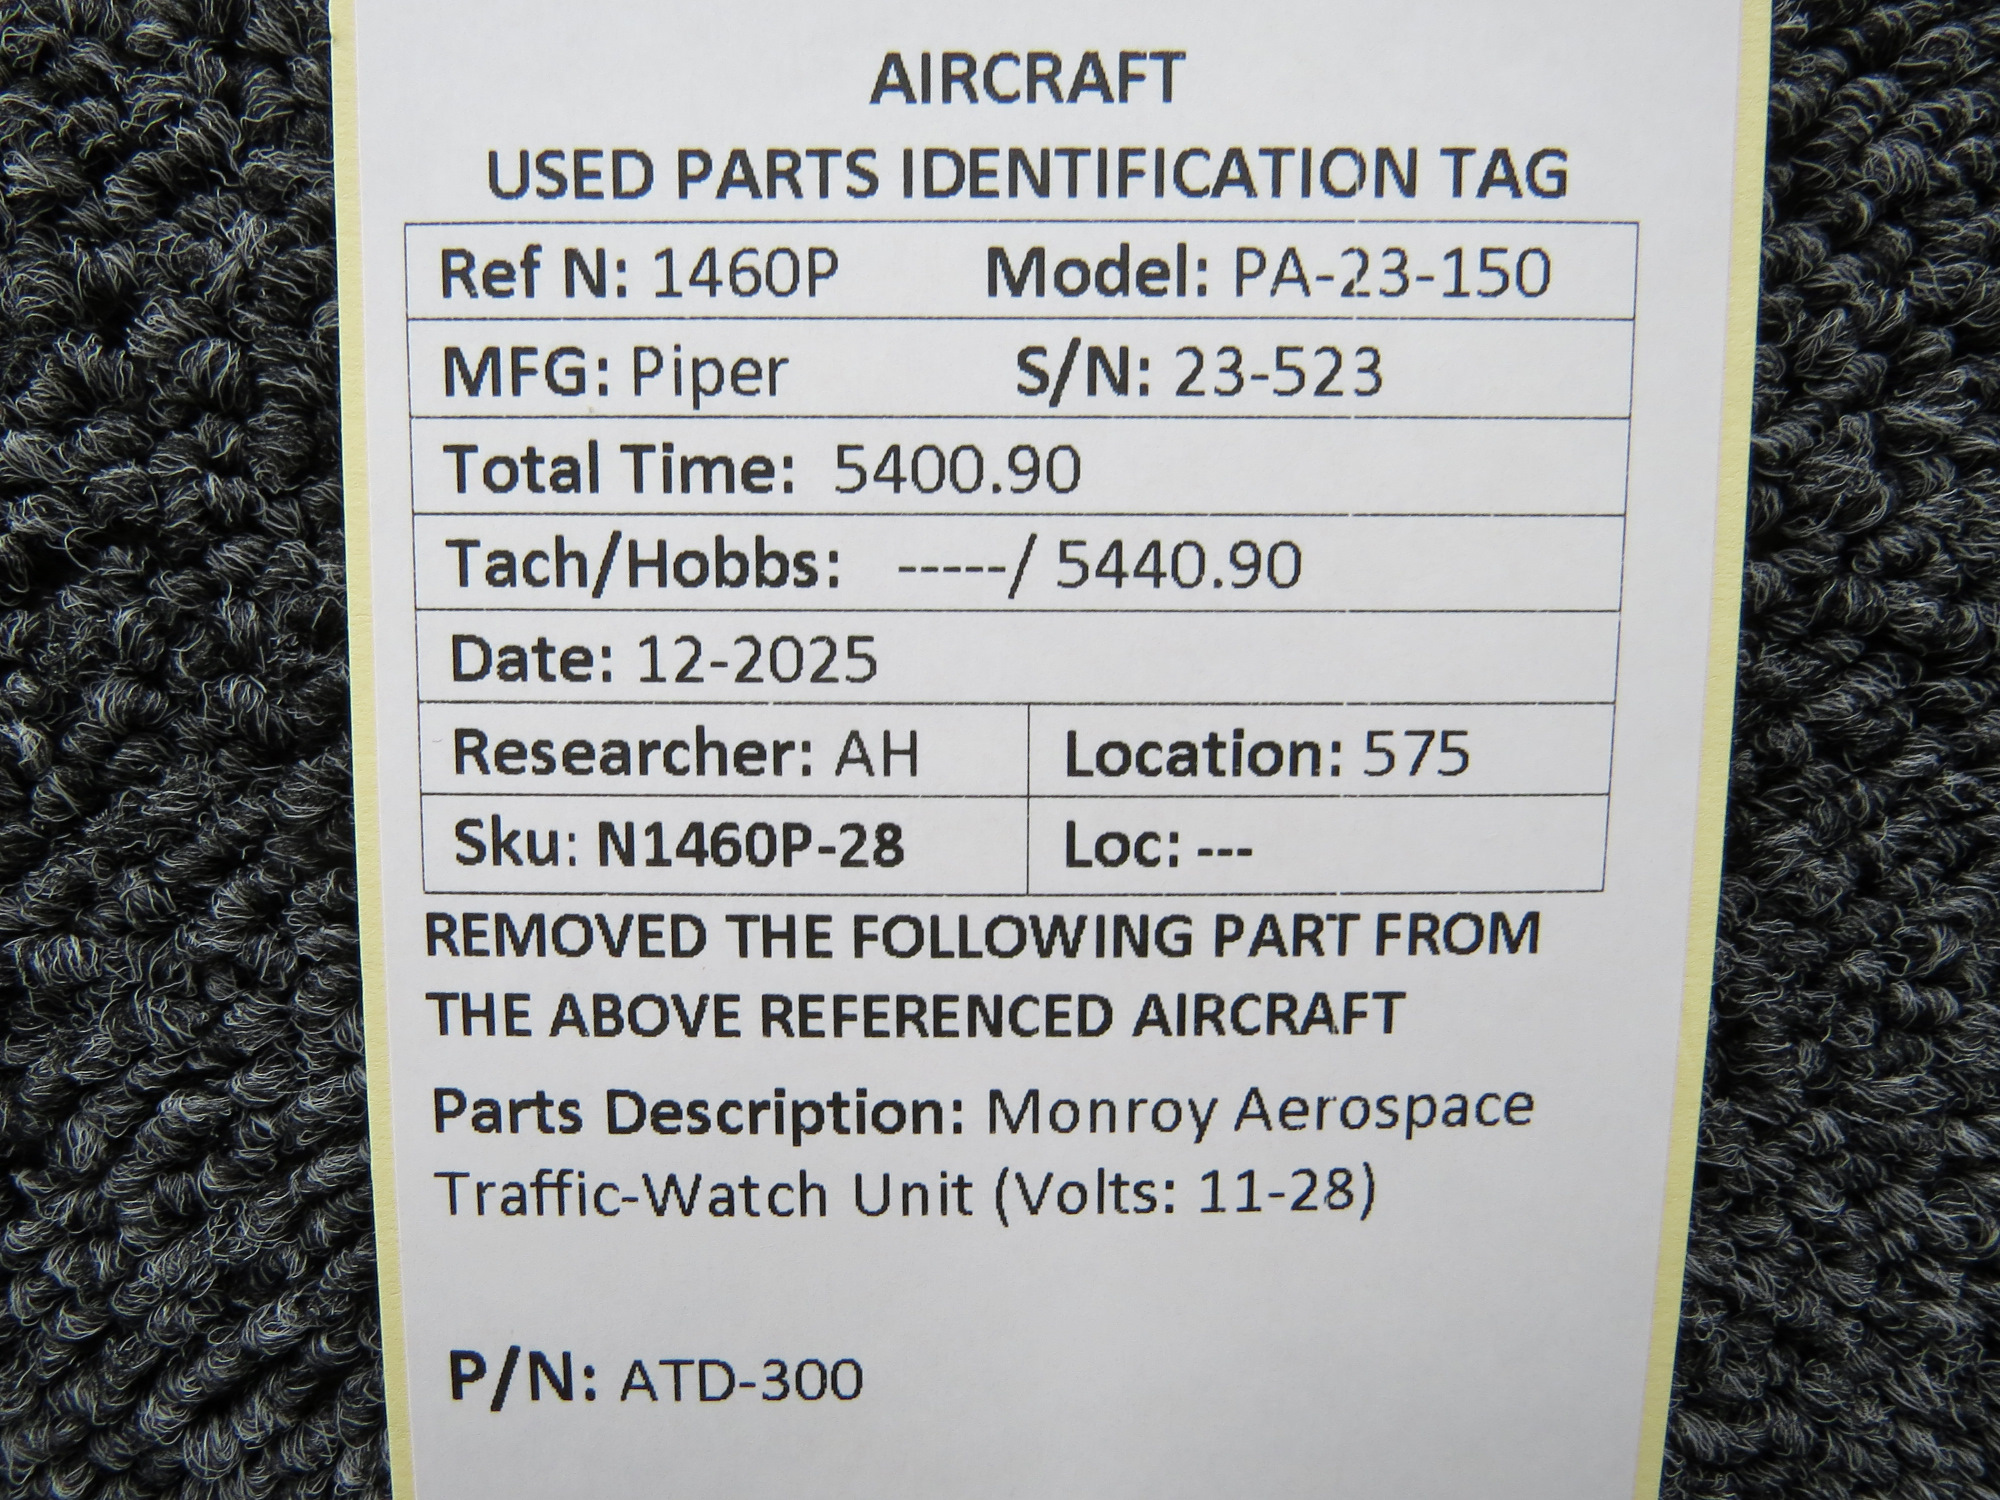 AIRCRAFT
USED PARTS IDENTIFICATION TAG
Ref N: 1460P Model: PA-23-150
MFG: Piper S/N: 23-523
Total Time: 5400.90
Tach/Hobbs: -----/ 5440.90
Date: 12-2025
Researcher: AH Location: 575
Sku: N1460P-28 Loc: ---
REMOVED THE FOLLOWING PART FROM
THE ABOVE REFERENCED AIRCRAFT
Parts Description: Monroy Aerospace
Traffic-Watch Unit (Volts: 11-28)
P/N: ATD-300